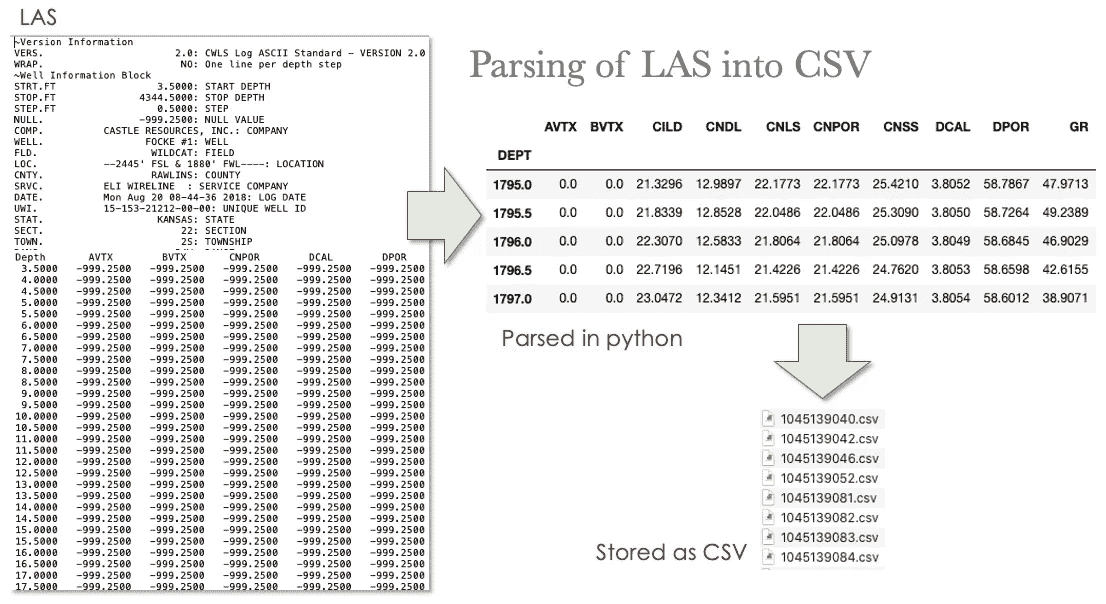 LAS
~Version Information
VERS. 2.0: CWLS Log ASCII Standard - VERSION 2.0
WRAP. NO: One line per depth step
~Well Information Block
STRT.FT 3.5000: START DEPTH
STOP.FT 4344.5000: STOP DEPTH
STEP.FT 0.5000: STEP
NULL. -999.2500: NULL VALUE
COMP. CASTLE RESOURCES, INC.: COMPANY
WELL. FOCKE #1: WELL
FLD. WILDCAT: FIELD
LOC. --2445' FSL & 1880' FWL----: LOCATION
CNTY. RAWLINS: COUNTY
SRVC. ELI WIRELINE : SERVICE COMPANY
DATE. Mon Aug 20 08-44-36 2018: LOG DATE
UWI. 15-153-21212-00-00: UNIQUE WELL ID
STAT. KANSAS: STATE
SECT. 22: SECTION
TOWN. 2S: TOWNSHIP
Depth AVTX BVTX CNPOR DCAL DPOR
3.5000 -999.2500 -999.2500 -999.2500 -999.2500 -999.2500
4.0000 -999.2500 -999.2500 -999.2500 -999.2500 -999.2500
4.5000 -999.2500 -999.2500 -999.2500 -999.2500 -999.2500
5.0000 -999.2500 -999.2500 -999.2500 -999.2500 -999.2500
5.5000 -999.2500 -999.2500 -999.2500 -999.2500 -999.2500
6.0000 -999.2500 -999.2500 -999.2500 -999.2500 -999.2500
6.5000 -999.2500 -999.2500 -999.2500 -999.2500 -999.2500
7.0000 -999.2500 -999.2500 -999.2500 -999.2500 -999.2500
7.5000 -999.2500 -999.2500 -999.2500 -999.2500 -999.2500
8.0000 -999.2500 -999.2500 -999.2500 -999.2500 -999.2500
8.5000 -999.2500 -999.2500 -999.2500 -999.2500 -999.2500
9.0000 -999.2500 -999.2500 -999.2500 -999.2500 -999.2500
9.5000 -999.2500 -999.2500 -999.2500 -999.2500 -999.2500
10.0000 -999.2500 -999.2500 -999.2500 -999.2500 -999.2500
10.5000 -999.2500 -999.2500 -999.2500 -999.2500 -999.2500
11.0000 -999.2500 -999.2500 -999.2500 -999.2500 -999.2500
11.5000 -999.2500 -999.2500 -999.2500 -999.2500 -999.2500
12.0000 -999.2500 -999.2500 -999.2500 -999.2500 -999.2500
12.5000 -999.2500 -999.2500 -999.2500 -999.2500 -999.2500
13.0000 -999.2500 -999.2500 -999.2500 -999.2500 -999.2500
13.5000 -999.2500 -999.2500 -999.2500 -999.2500 -999.2500
14.0000 -999.2500 -999.2500 -999.2500 -999.2500 -999.2500
14.5000 -999.2500 -999.2500 -999.2500 -999.2500 -999.2500
15.0000 -999.2500 -999.2500 -999.2500 -999.2500 -999.2500
15.5000 -999.2500 -999.2500 -999.2500 -999.2500 -999.2500
16.0000 -999.2500 -999.2500 -999.2500 -999.2500 -999.2500
16.5000 -999.2500 -999.2500 -999.2500 -999.2500 -999.2500
17.0000 -999.2500 -999.2500 -999.2500 -999.2500 -999.2500
17.5000 -999.2500 -999.2500 -999.2500 -999.2500 -999.2500
Parsing of LAS into CSV
AVTX BVTX CILD CNDL CNLS CNPOR CNSS DCAL DPOR GR
DEPT
1795.0 0.0 0.0 21.3296 12.9897 22.1773 22.1773 25.4210 3.8052 58.7867 47.9713
1795.5 0.0 0.0 21.8339 12.8528 22.0486 22.0486 25.3090 3.8050 58.7264 49.2389
1796.0 0.0 0.0 22.3070 12.5833 21.8064 21.8064 25.0978 3.8049 58.6845 46.9029
1796.5 0.0 0.0 22.7196 12.1451 21.4226 21.4226 24.7620 3.8053 58.6598 42.6155
1797.0 0.0 0.0 23.0472 12.3412 21.5951 21.5951 24.9131 3.8054 58.6012 38.9071
Parsed in python
1045139040.csv
1045139042.csv
1045139046.csv
1045139052.csv
1045139081.csv
1045139082.csv
1045139083.csv
1045139084.csv
Stored as CSV